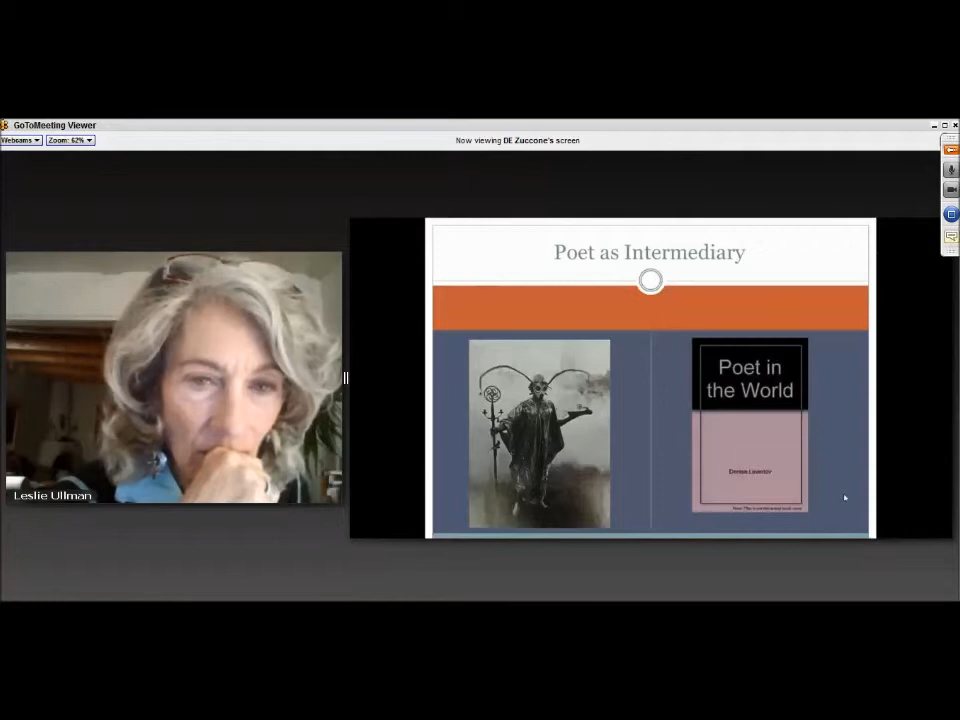 GoToMeeting Viewer
Webcams
Zoom: 62%
Now viewing DE Zuccone's screen
Poet as Intermediary
Poet in
the World
Denise Levertov
Leslie Ullman